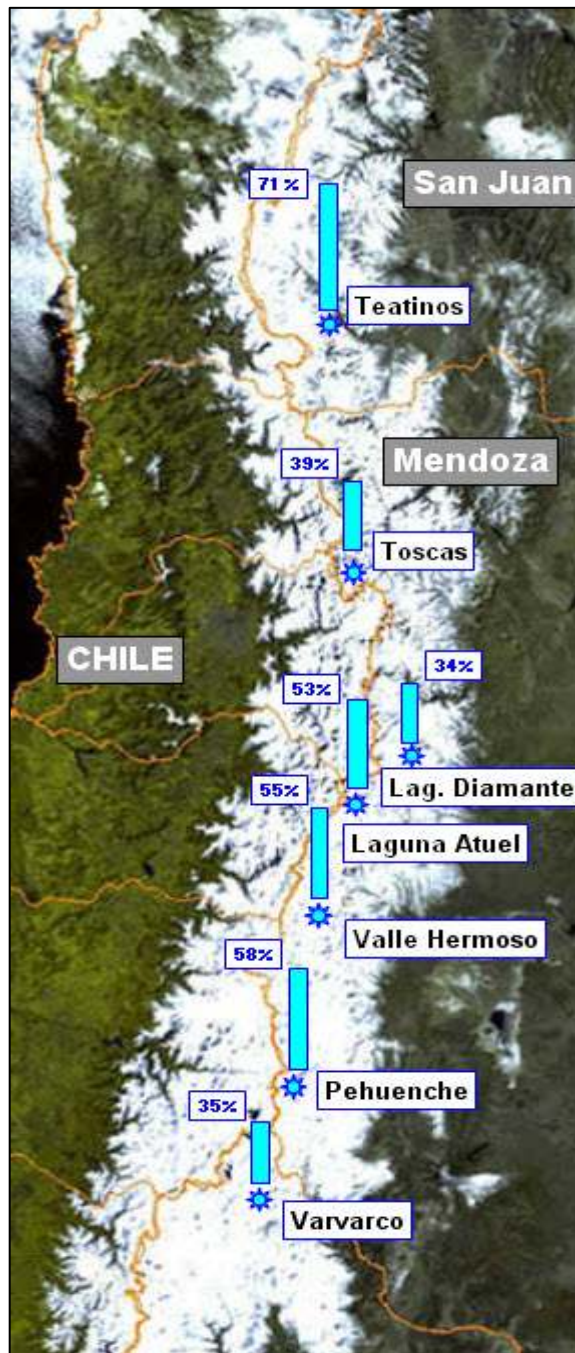 71 %
San Juan
Teatinos
39%
Mendoza
Toscas
CHILE
34%
53%
Lag. Diamante
55%
Laguna Atuel
Valle Hermoso
58%
Pehuenche
35%
Varvarco